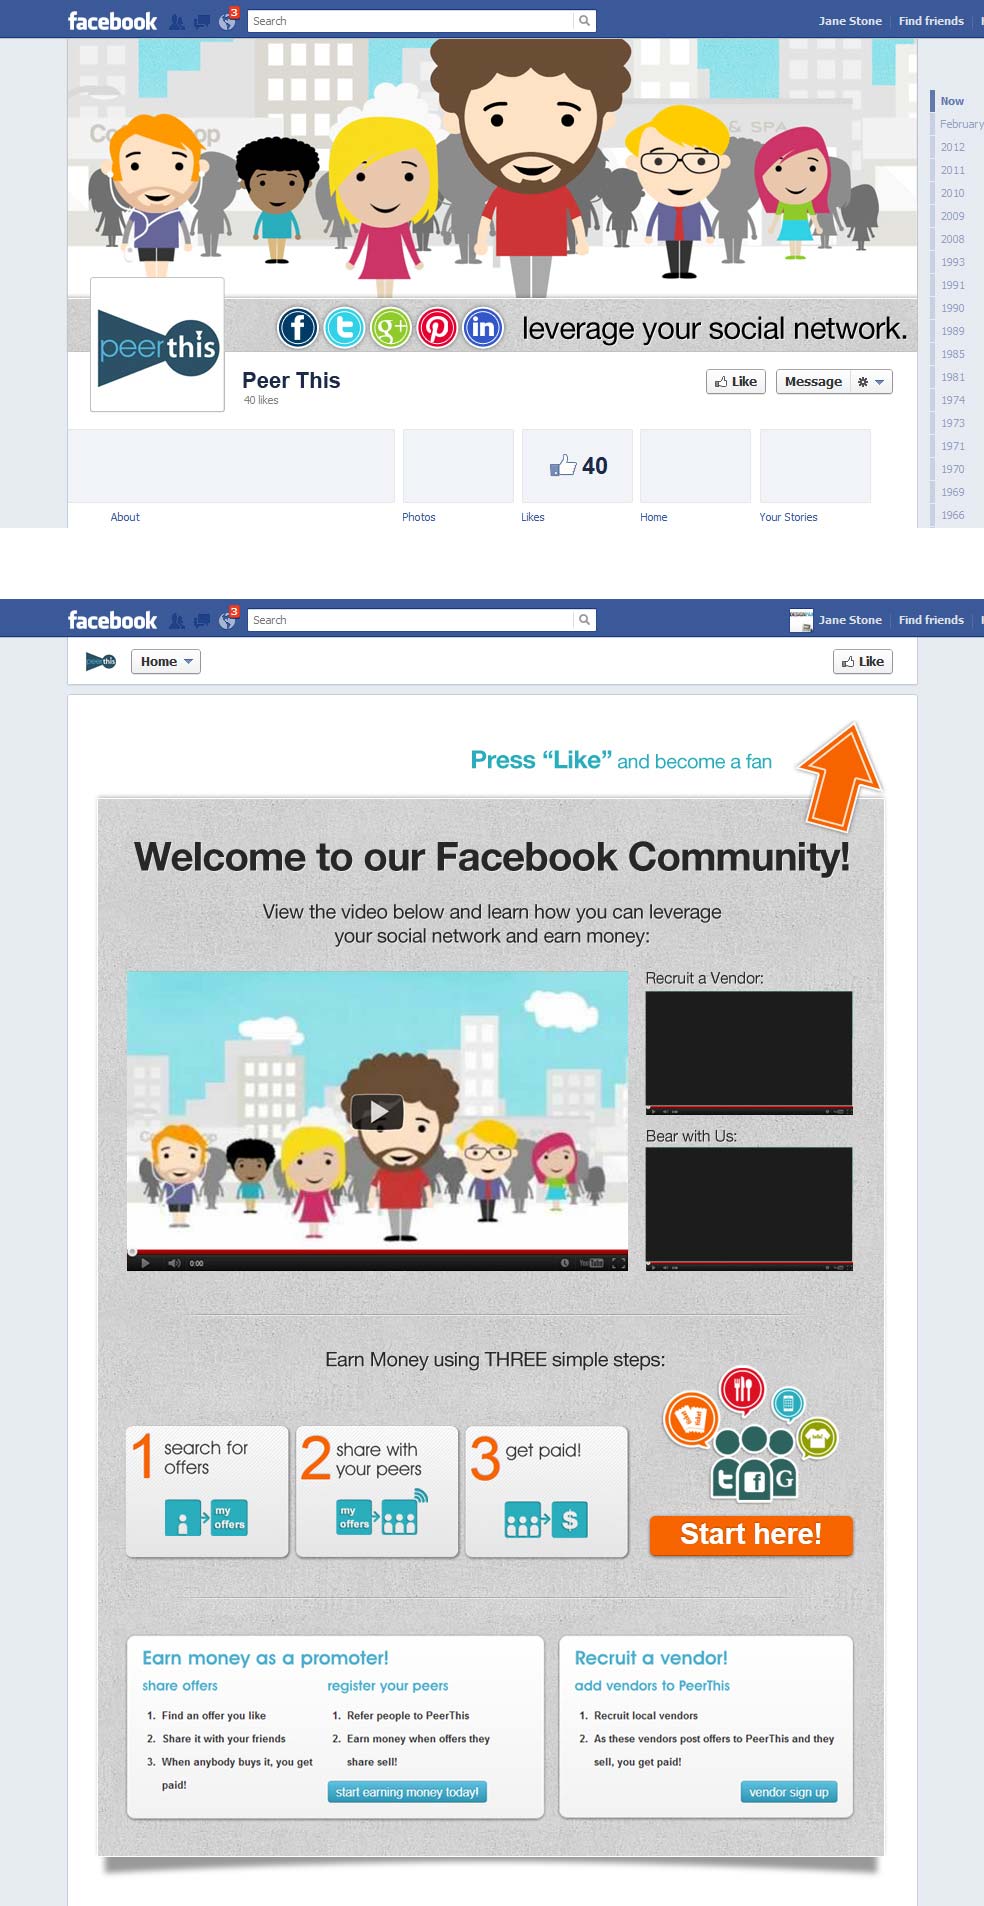 facebook
3
Search
Jane Stone
Find friends
Now
February
2012
2011
2010
2009
2008
1993
1991
1990
1989
1985
1981
1974
1973
1971
1970
1969
1966
& SPA
peerthis
f t g+ p in
leverage your social network.
Peer This
40 likes
Like
Message
40
About
Photos
Likes
Home
Your Stories
facebook
3
Search
Jane Stone
Find friends
peerthis
Home
Like
Press “Like” and become a fan
Welcome to our Facebook Community!
View the video below and learn how you can leverage
your social network and earn money:
Recruit a Vendor:
Bear with Us:
0:00
YouTube
Earn Money using THREE simple steps:
1 search for
offers
my
offers
2 share with
your peers
my
offers
3 get paid!
$
t f G
Start here!
Earn money as a promoter!
share offers
1. Find an offer you like
2. Share it with your friends
3. When anybody buys it, you get
paid!
register your peers
1. Refer people to PeerThis
2. Earn money when offers they
share sell!
start earning money today!
Recruit a vendor!
add vendors to PeerThis
1. Recruit local vendors
2. As these vendors post offers to PeerThis and they
sell, you get paid!
vendor sign up